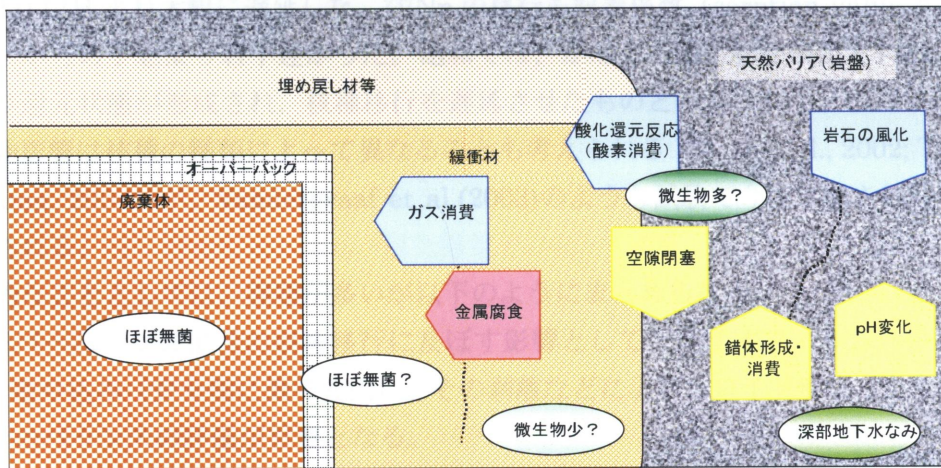 天然バリア(岩盤)
埋め戻し材等
酸化還元反応
(酸素消費)
岩石の風化
緩衝材
オーバーパック
廃棄体
微生物多?
ガス消費
空隙閉塞
金属腐食
pH変化
ほぼ無菌
錯体形成・
消費
ほぼ無菌?
微生物少?
深部地下水なみ